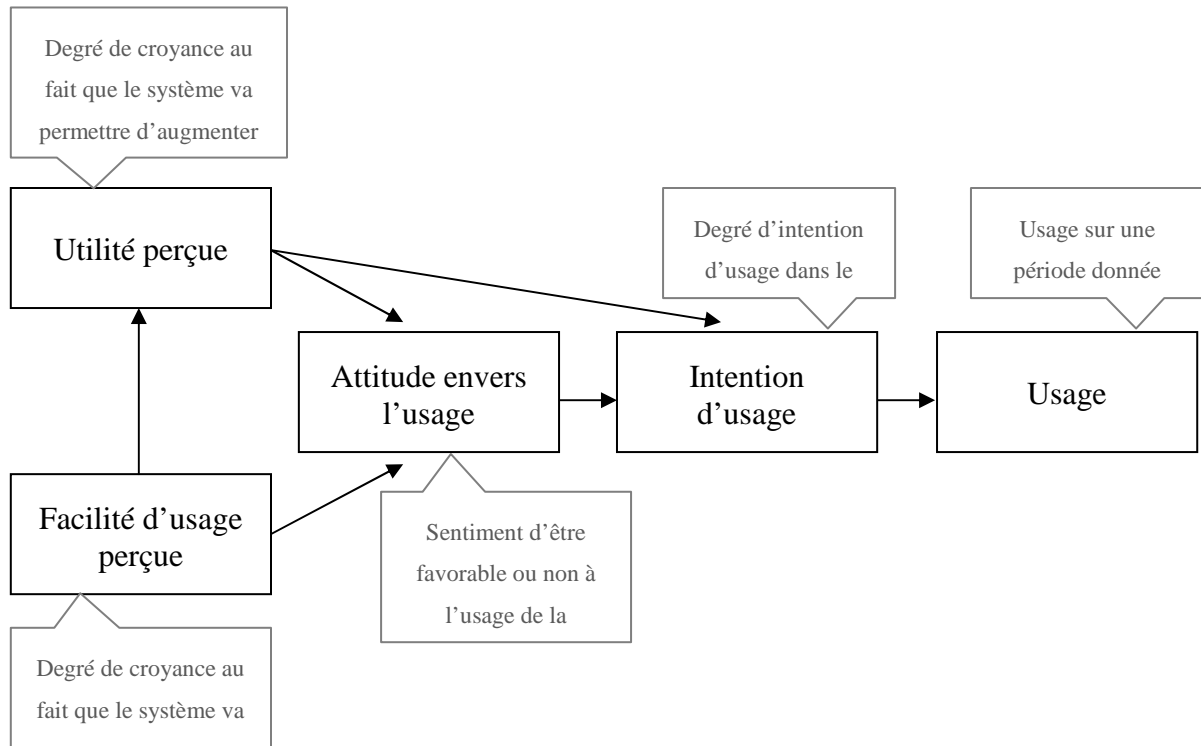 Degré de croyance au
fait que le système va
permettre d’augmenter
Utilité perçue
Degré d’intention
d’usage dans le
Usage sur une
période donnée
Attitude envers
l’usage
Intention
d’usage
Usage
Facilité d’usage
perçue
Sentiment d’être
favorable ou non à
l’usage de la
Degré de croyance au
fait que le système va